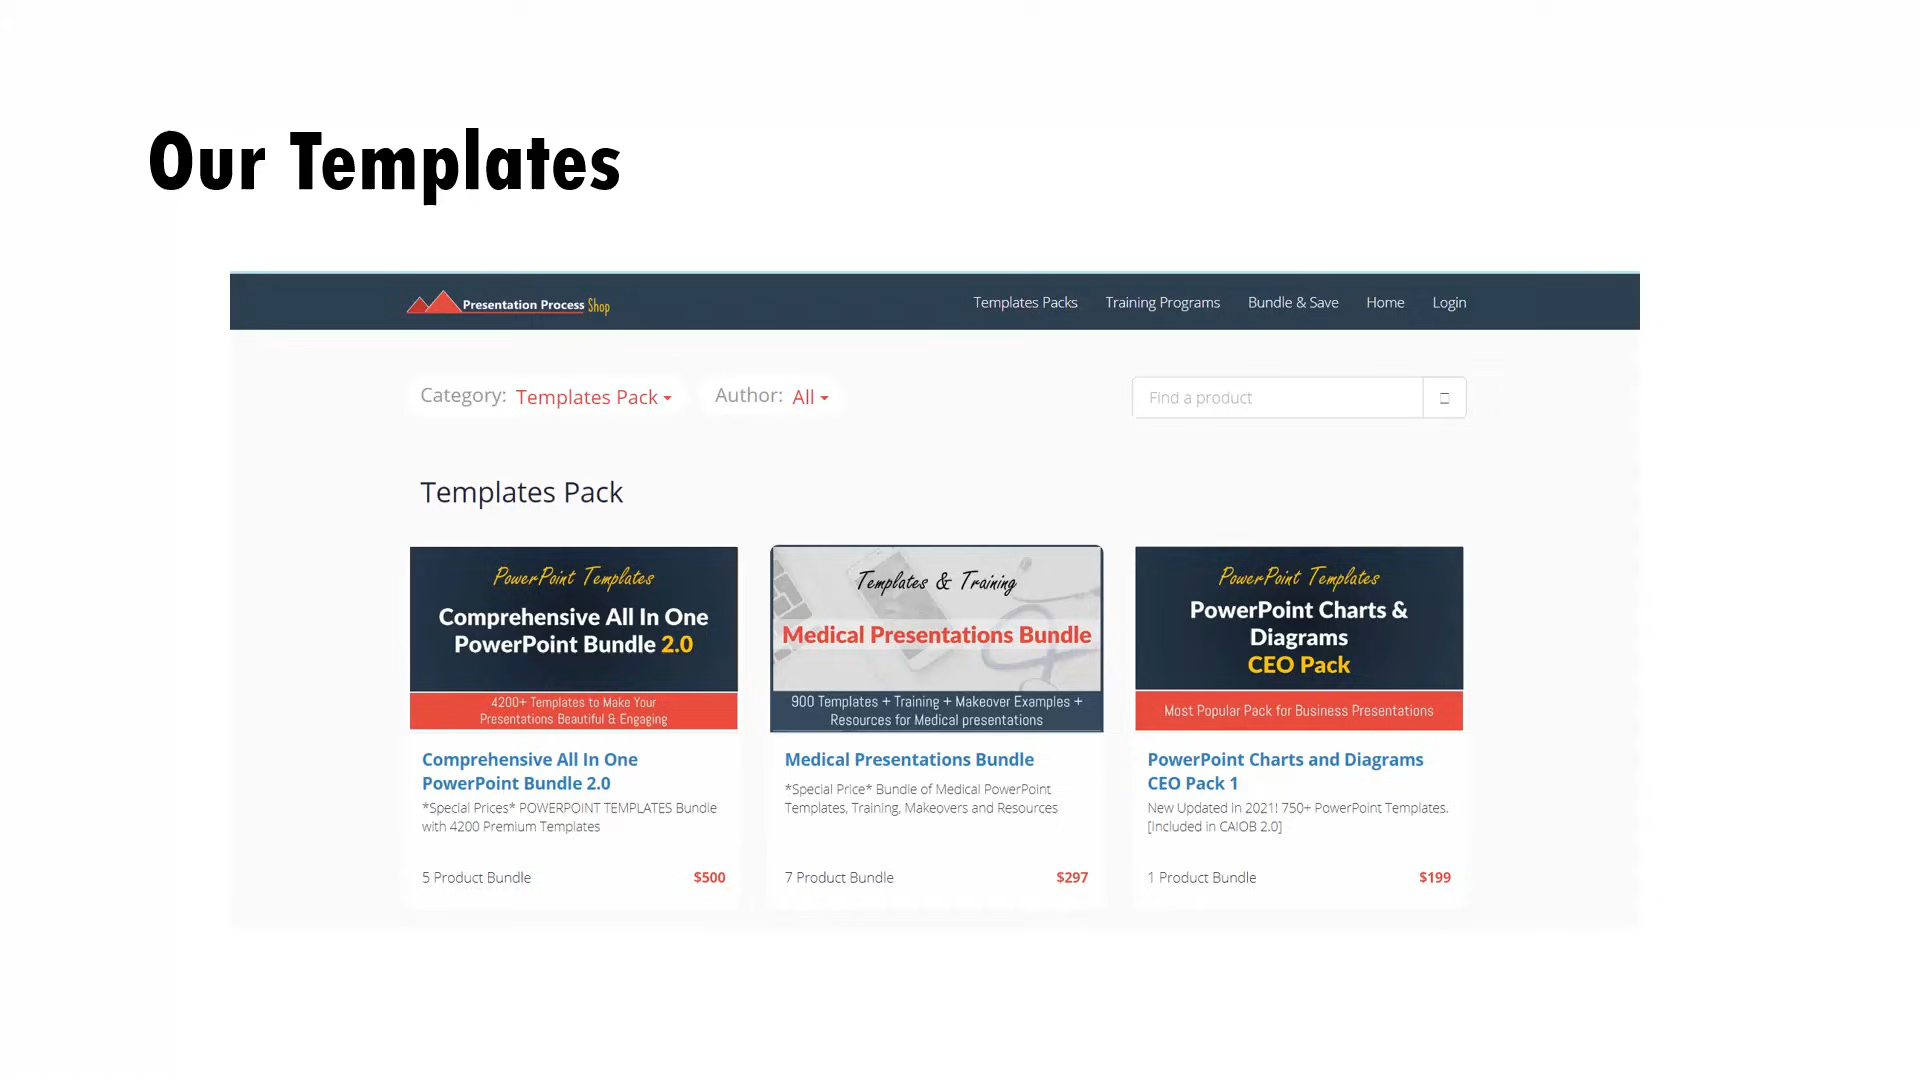 Our Templates
Presentation Process Shop
Templates Packs Training Programs Bundle & Save Home Login
Category: Templates Pack Author: All Find a product
Templates Pack
PowerPoint Templates
Comprehensive All In One
PowerPoint Bundle 2.0
4200+ Templates to Make Your
Presentations Beautiful & Engaging
Comprehensive All In One
PowerPoint Bundle 2.0
*Special Prices* POWERPOINT TEMPLATES Bundle
with 4200 Premium Templates
5 Product Bundle $500
Templates & Training
Medical Presentations Bundle
900 Templates + Training + Makeover Examples +
Resources for Medical presentations
Medical Presentations Bundle
*Special Price* Bundle of Medical PowerPoint
Templates, Training, Makeovers and Resources
7 Product Bundle $297
PowerPoint Templates
PowerPoint Charts &
Diagrams
CEO Pack
Most Popular Pack for Business Presentations
PowerPoint Charts and Diagrams
CEO Pack 1
New Updated in 2021! 750+ PowerPoint Templates.
[Included in CAIOB 2.0]
1 Product Bundle $199